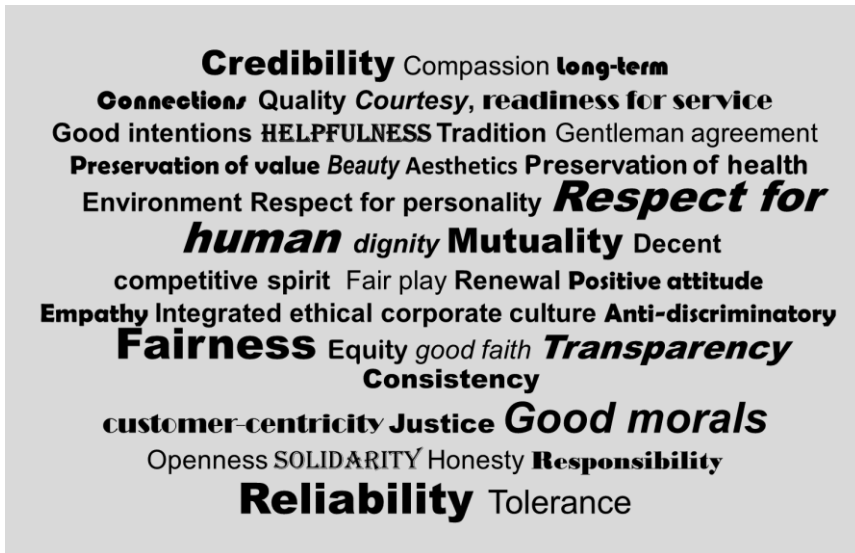 Credibility Compassion Long-term
Connections Quality Courtesy, readiness for service
Good intentions HELPFULNESS Tradition Gentleman agreement
Preservation of value Beauty Aesthetics Preservation of health
Environment Respect for personality Respect for
human dignity Mutuality Decent
competitive spirit Fair play Renewal Positive attitude
Empathy Integrated ethical corporate culture Anti-discriminatory
Fairness Equity good faith Transparency
Consistency
customer-centricity Justice Good morals
Openness SOLIDARITY Honesty Responsibility
Reliability Tolerance